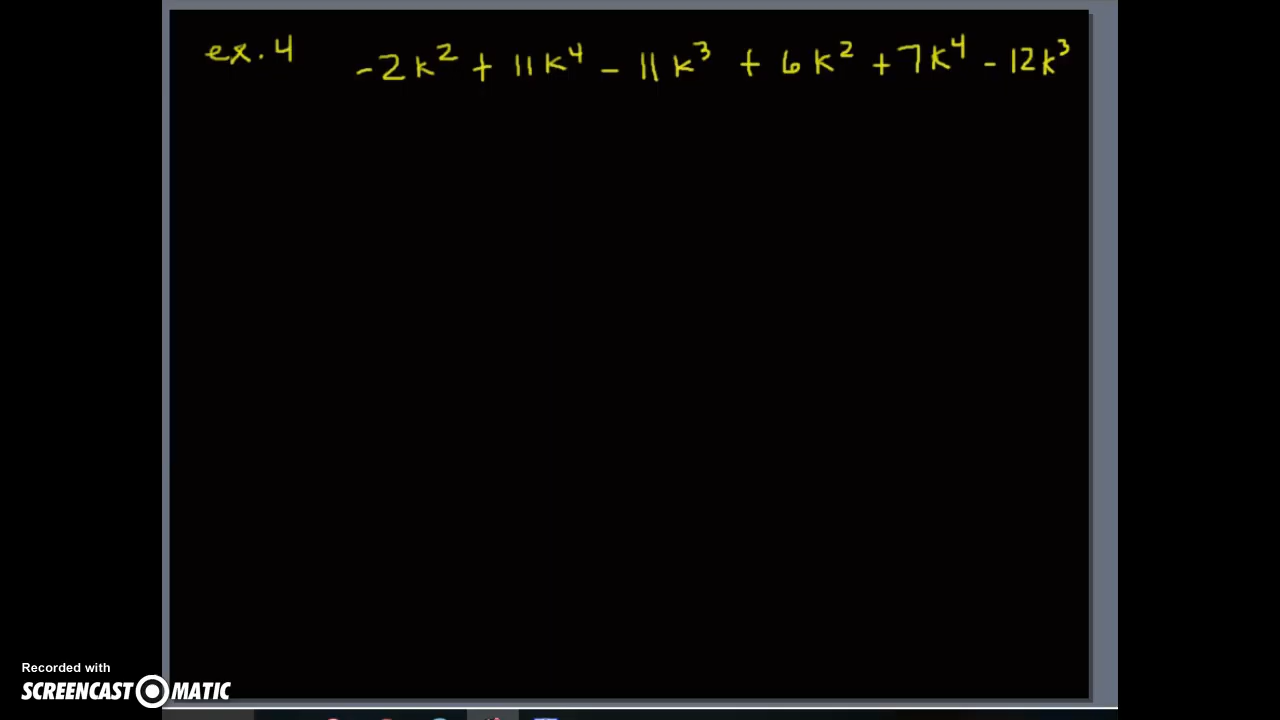 ex. 4 -2k² + 11k⁴ - 11k³ + 6k² + 7k⁴ - 12k³
Recorded with
SCREENCAST MATIC